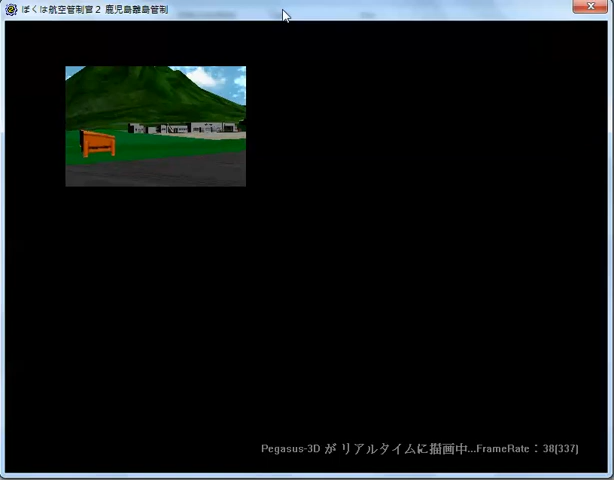 ぼくは航空管制官２ 鹿児島離島管制
Pegasus-3D が リアルタイムに描画中...FrameRate：38(337)